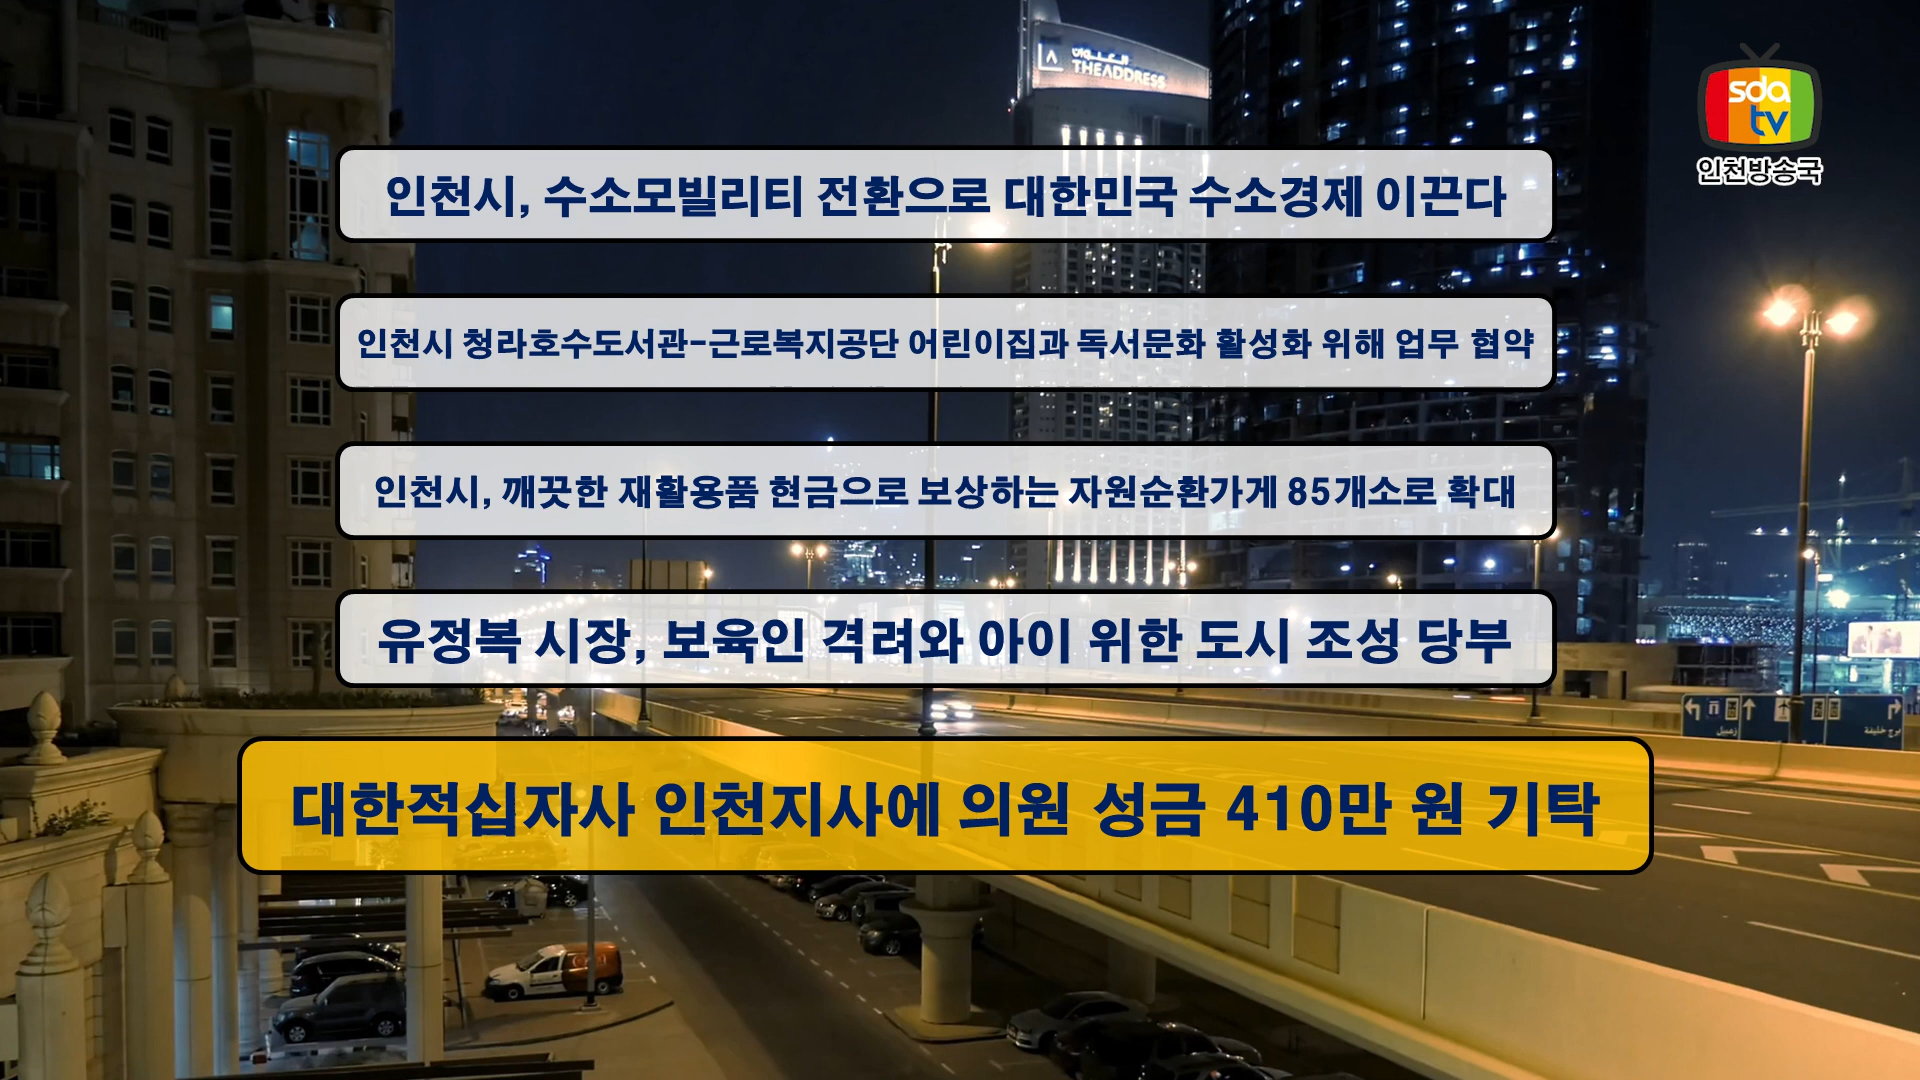 العنوان
THE ADDRESS
sda
tv
인천방송국
인천시, 수소모빌리티 전환으로 대한민국 수소경제 이끈다
인천시 청라호수도서관-근로복지공단 어린이집과 독서문화 활성화 위해 업무 협약
인천시, 깨끗한 재활용품 현금으로 보상하는 자원순환가게 85개소로 확대
유정복 시장, 보육인 격려와 아이 위한 도시 조성 당부
زعبيل
برج خليفة
대한적십자사 인천지사에 의원 성금 410만 원 기탁